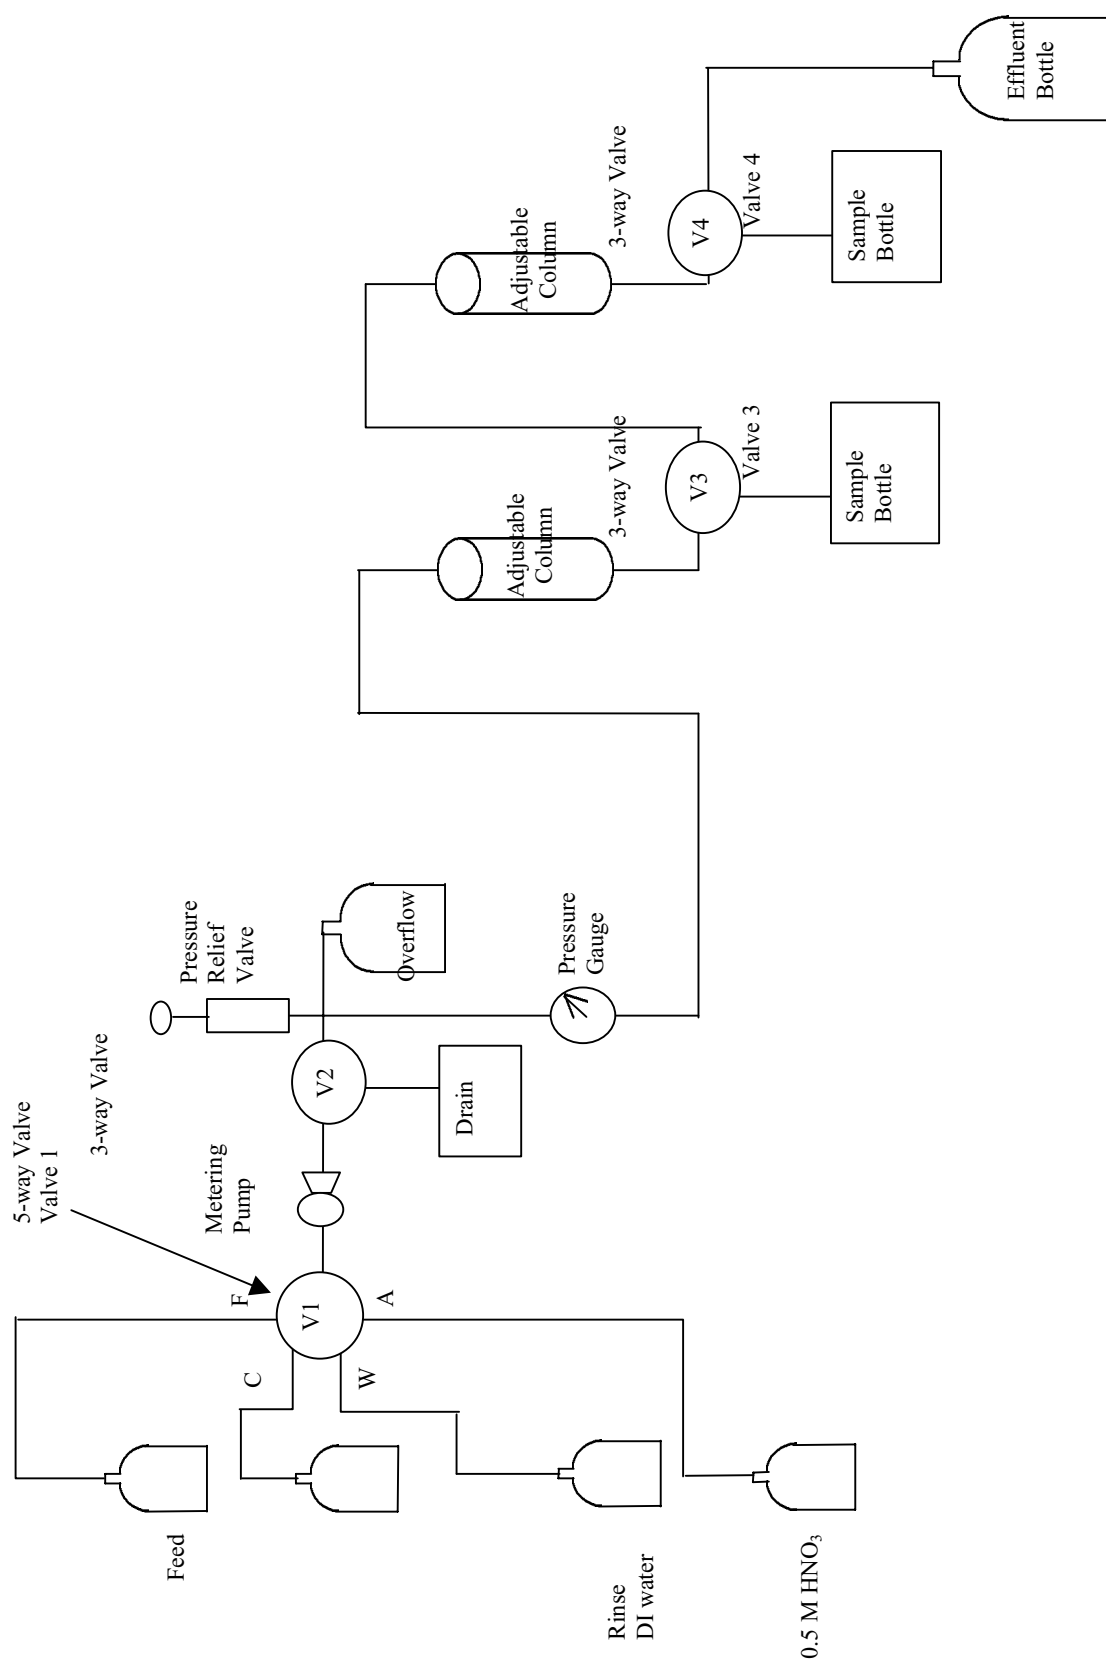 5-way Valve
Valve 1
3-way Valve
Pressure
Relief
Valve
Metering
Pump
Feed
F
C
V1
V2
Overflow
W
A
Drain
Pressure
Gauge
Rinse
DI water
0.5 M HNO₃
Adjustable
Column
3-way Valve
V3
Valve 3
Sample
Bottle
Adjustable
Column
3-way Valve
V4
Valve 4
Sample
Bottle
Effluent
Bottle